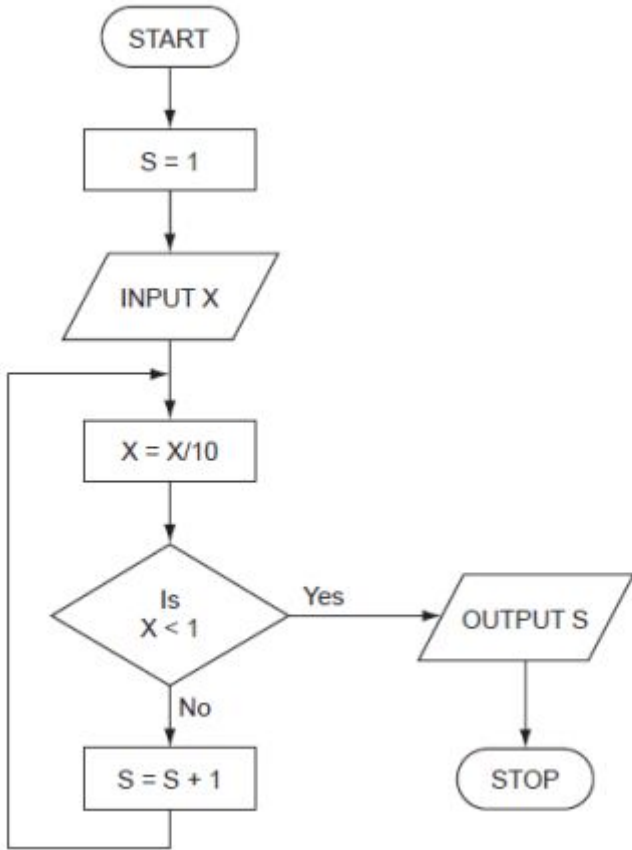 START
S = 1
INPUT X
X = X/10
Is
X < 1
Yes
OUTPUT S
No
S = S + 1
STOP